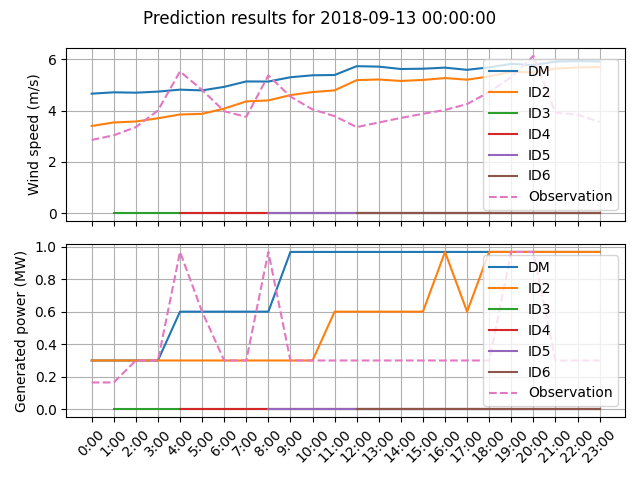 Prediction results for 2018-09-13 00:00:00
Wind speed (m/s)
6
4
2
0
DM
ID2
ID3
ID4
ID5
ID6
Observation
Generated power (MW)
1.0
0.8
0.6
0.4
0.2
0.0
DM
ID2
ID3
ID4
ID5
ID6
Observation
0:00 1:00 2:00 3:00 4:00 5:00 6:00 7:00 8:00 9:00 10:00 11:00 12:00 13:00 14:00 15:00 16:00 17:00 18:00 19:00 20:00 21:00 22:00 23:00